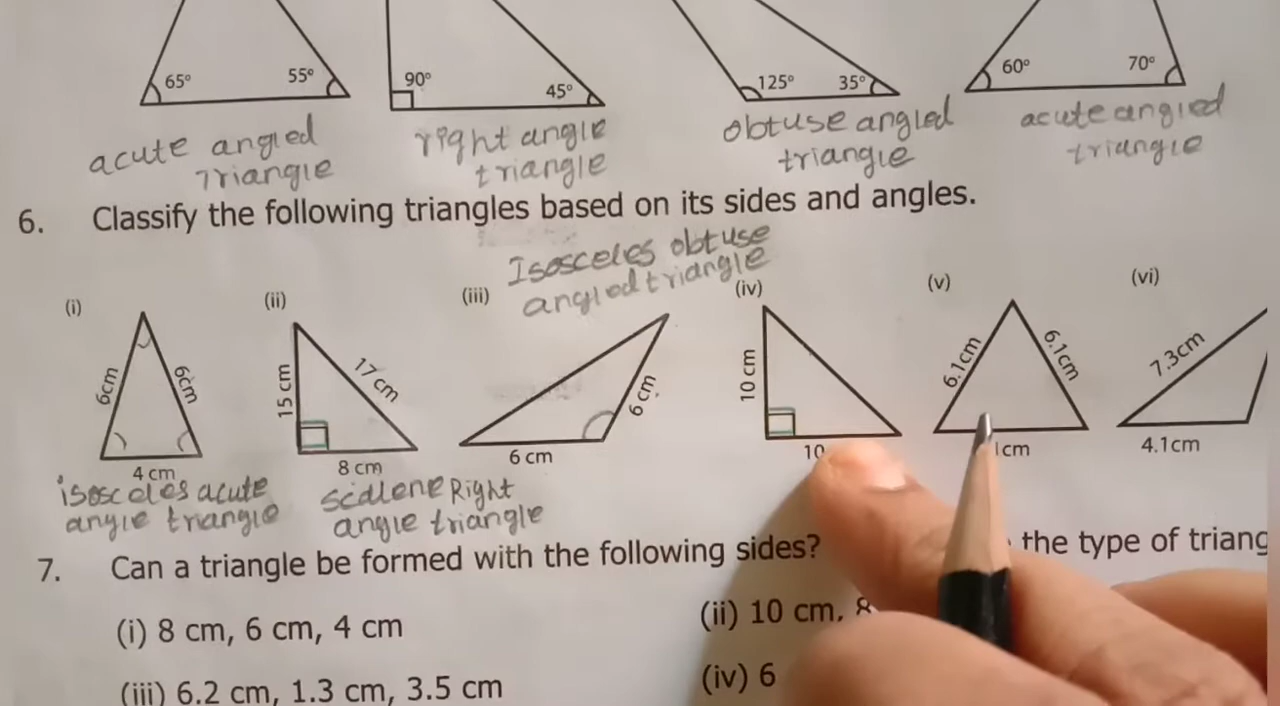 65° 55° 90° 45° 125° 35° 60° 70°
acute angled right angle obtuse angled acute angled
Triangle triangle triangle triangle
6. Classify the following triangles based on its sides and angles.
Isosceles obtuse
angled triangle
(i) (ii) (iii) (iv) (v) (vi)
6cm 6cm 15 cm 17 cm 6 cm 10 cm 6.1cm 6.1cm 7.3cm
4 cm 8 cm 6 cm 10 1cm 4.1cm
isosceles acute scalene Right
angle triangle angle triangle
7. Can a triangle be formed with the following sides? the type of triang
(i) 8 cm, 6 cm, 4 cm (ii) 10 cm, 8
(iii) 6.2 cm, 1.3 cm, 3.5 cm (iv) 6